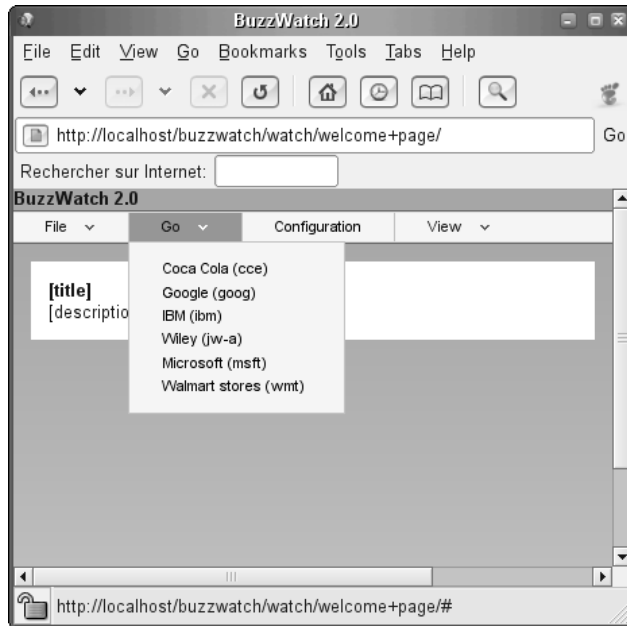 BuzzWatch 2.0
File Edit View Go Bookmarks Tools Tabs Help
http://localhost/buzzwatch/watch/welcome+page/ Go
Rechercher sur Internet:
BuzzWatch 2.0
File Go Configuration View
Coca Cola (cce)
[title]
Google (goog)
[descriptio
IBM (ibm)
Wiley (jw-a)
Microsoft (msft)
Walmart stores (wmt)
http://localhost/buzzwatch/watch/welcome+page/#